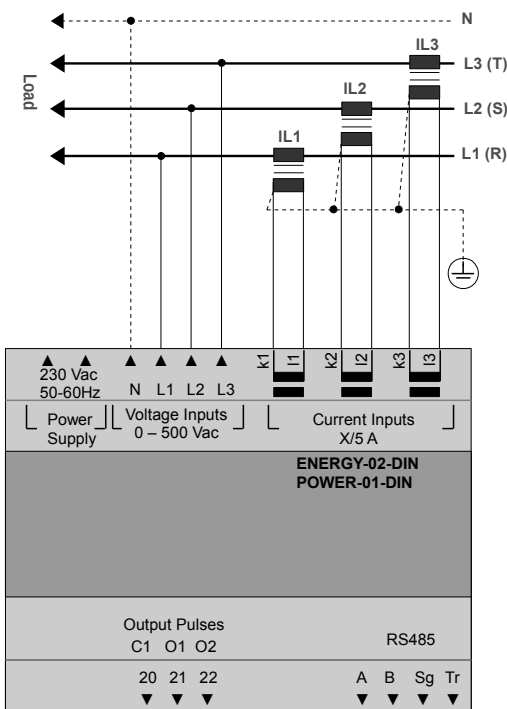 N
IL3
L3 (T)
Load
IL2
L2 (S)
IL1
L1 (R)
k1 l1 k2 l2 k3 l3
230 Vac
50-60Hz
N L1 L2 L3
Power
Supply
Voltage Inputs
0 – 500 Vac
Current Inputs
X/5 A
ENERGY-02-DIN
POWER-01-DIN
Output Pulses
C1 O1 O2
RS485
20 21 22
A B Sg Tr